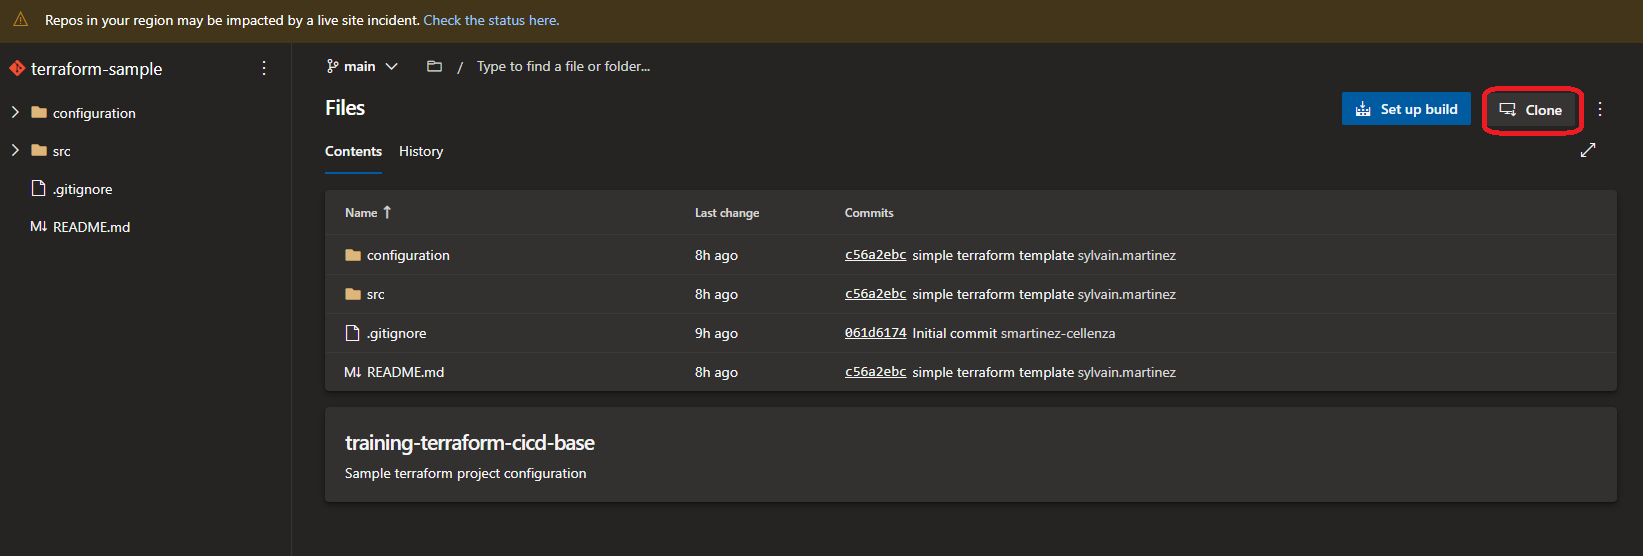 Repos in your region may be impacted by a live site incident. Check the status here.
terraform-sample
configuration
src
.gitignore
README.md
main / Type to find a file or folder...
Files
Set up build
Clone
Contents History
Name Last change Commits
configuration 8h ago c56a2ebc simple terraform template sylvain.martinez
src 8h ago c56a2ebc simple terraform template sylvain.martinez
.gitignore 9h ago 061d6174 Initial commit smartinez-cellenza
README.md 8h ago c56a2ebc simple terraform template sylvain.martinez
training-terraform-cicd-base
Sample terraform project configuration